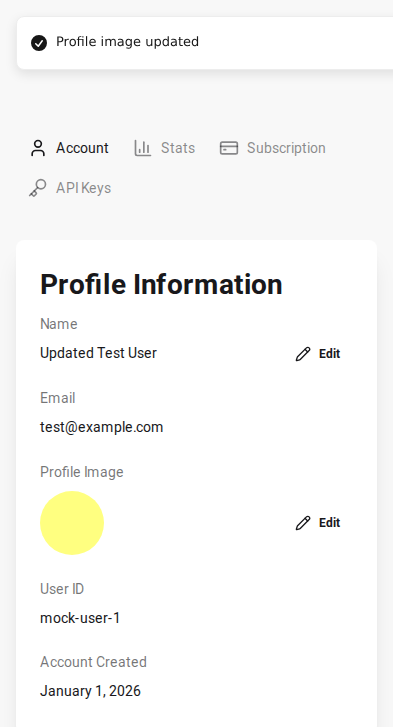 Profile image updated
Account Stats Subscription
API Keys
Profile Information
Name
Updated Test User Edit
Email
test@example.com
Profile Image
Edit
User ID
mock-user-1
Account Created
January 1, 2026